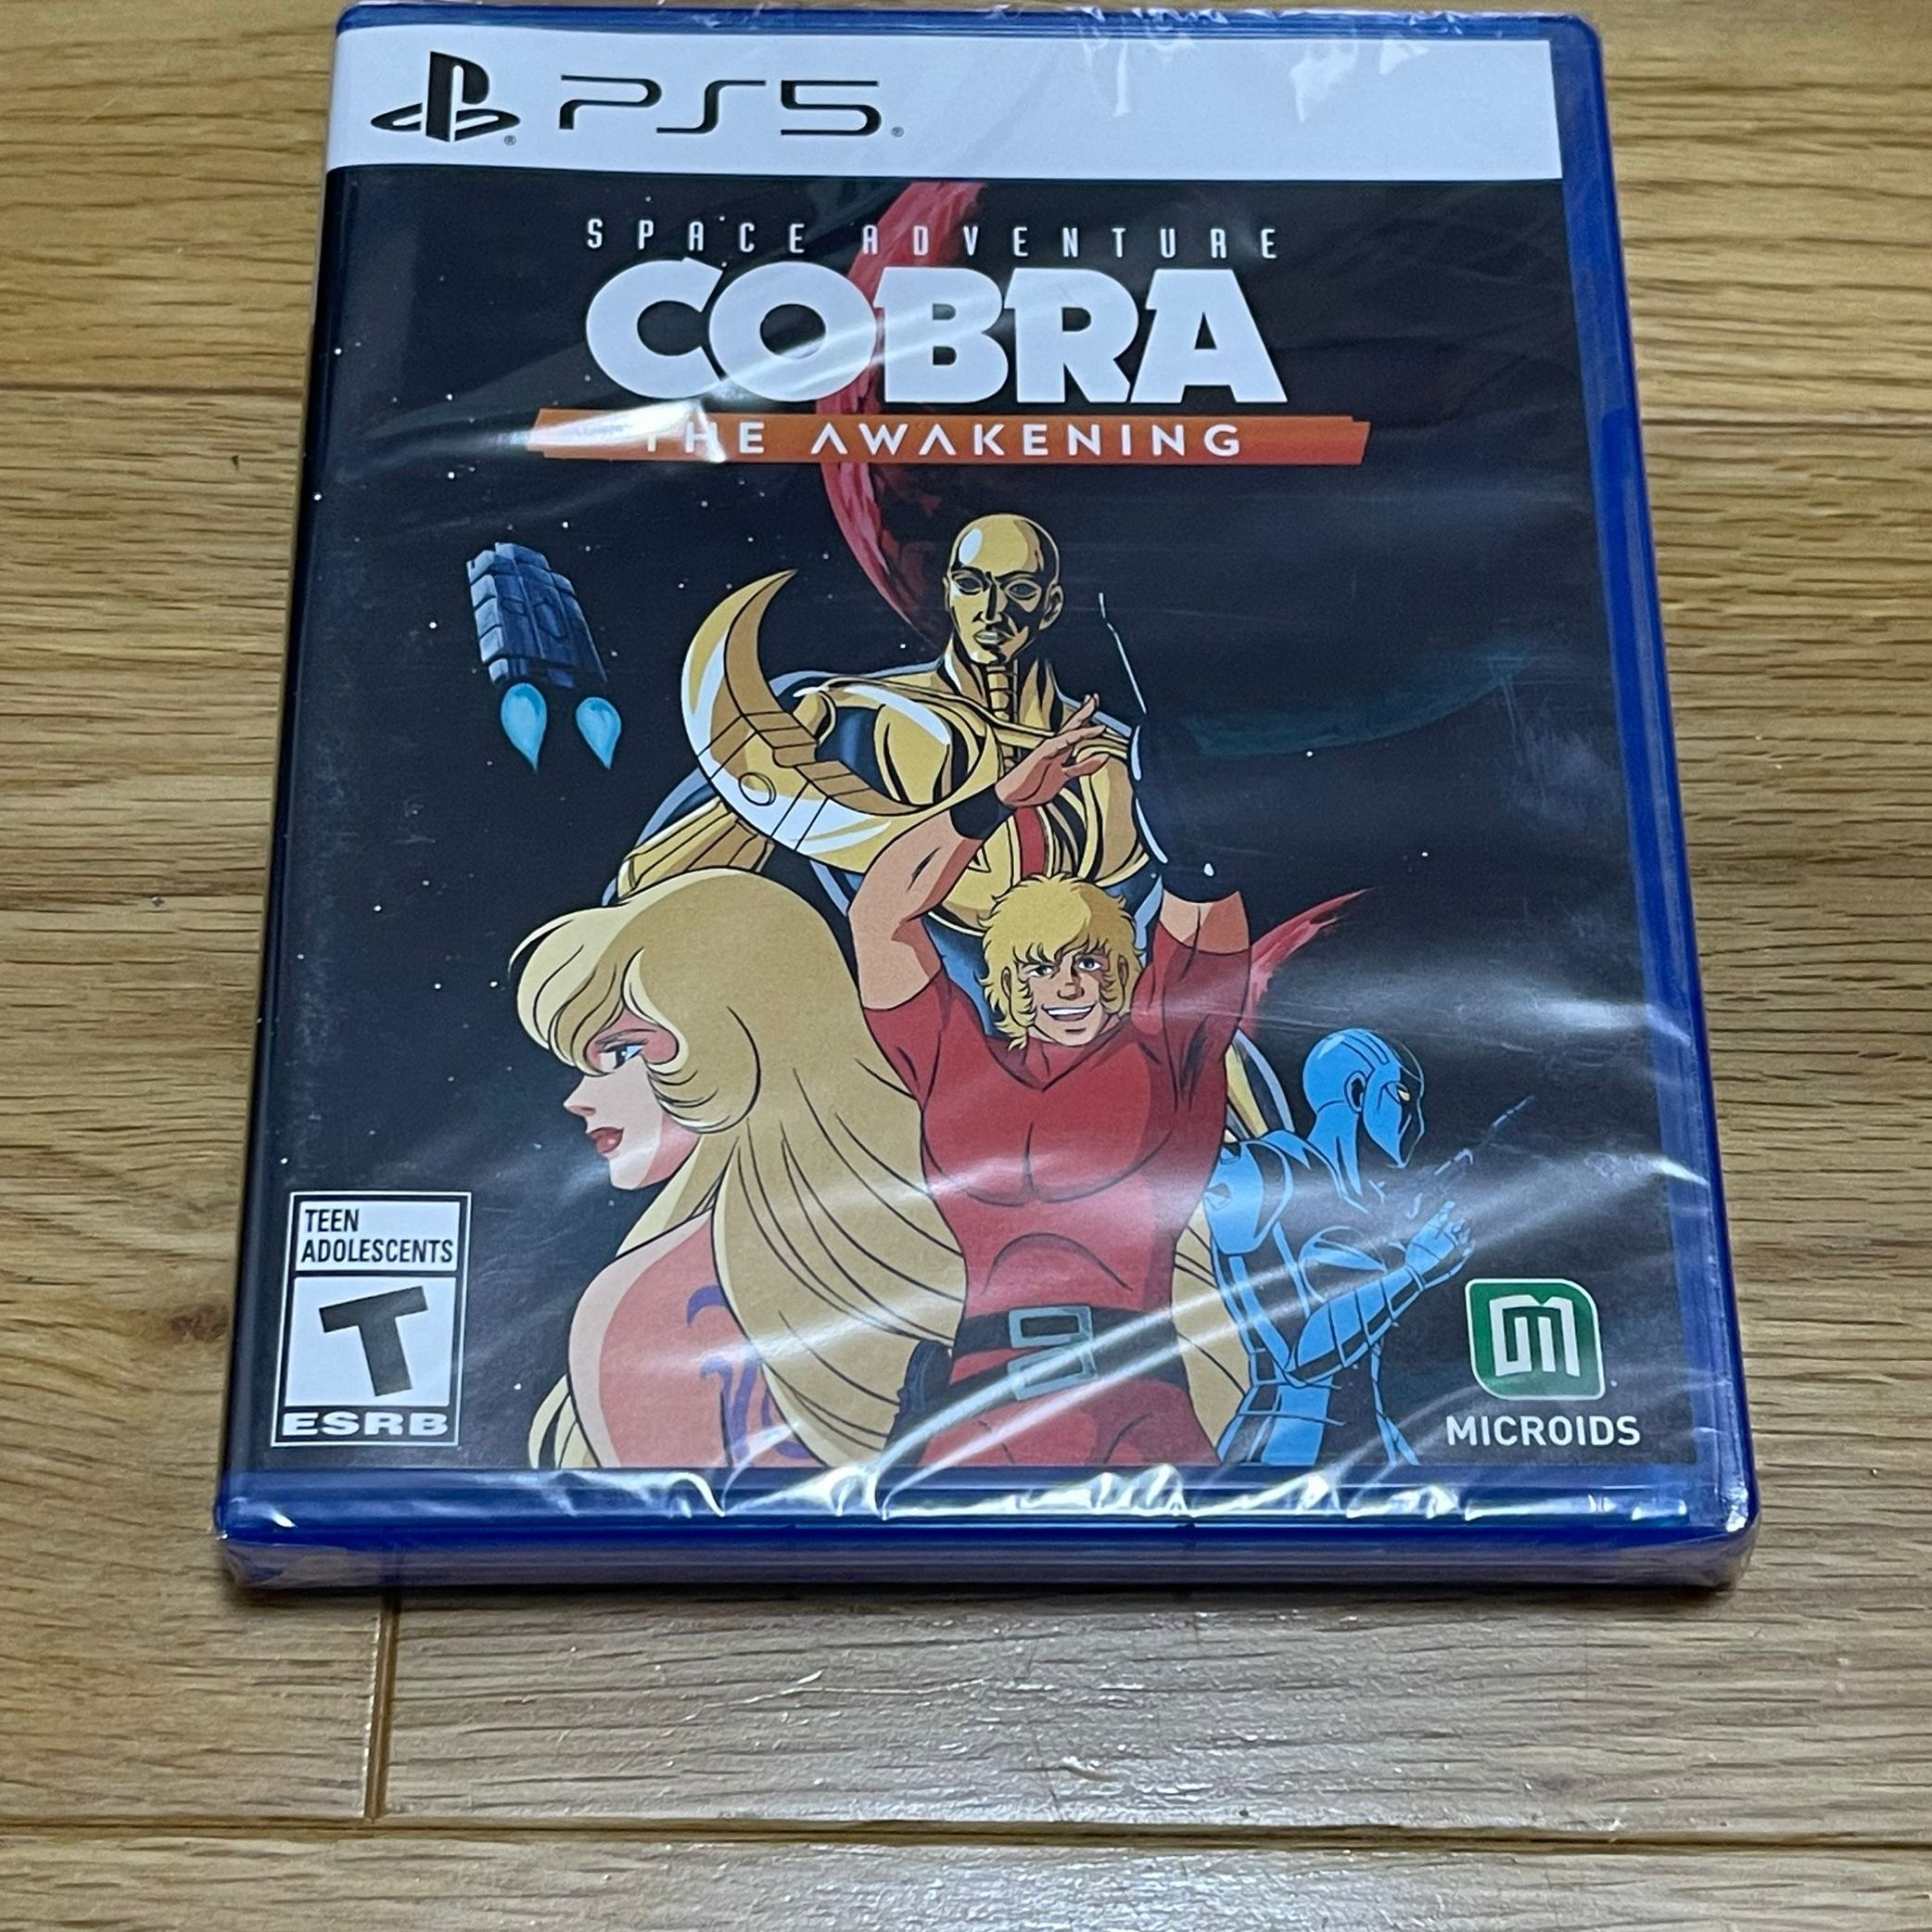 PS5
SPACE ADVENTURE
COBRA
THE AWAKENING
TEEN
ADOLESCENTS
T
ESRB
MICROIDS